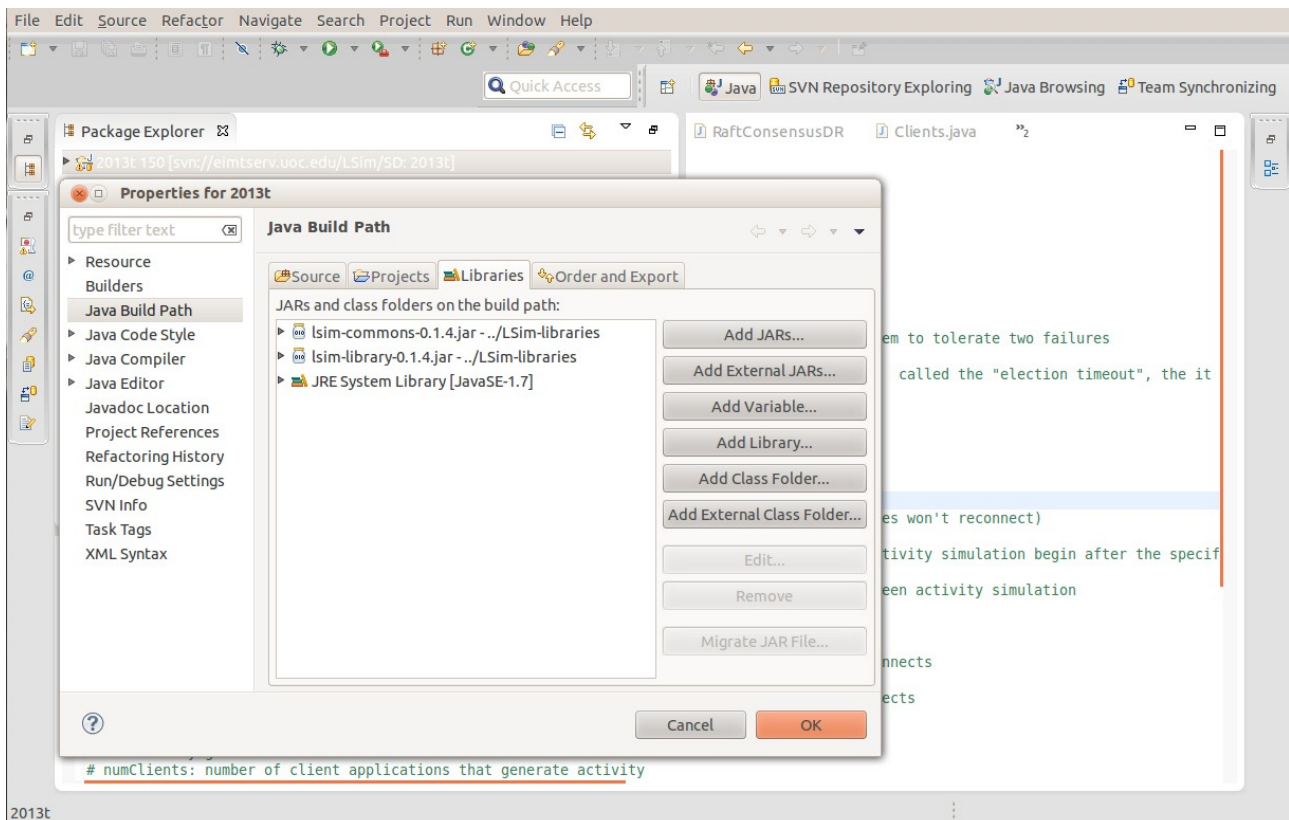 File Edit Source Refactor Navigate Search Project Run Window Help
Quick Access
Java SVN Repository Exploring Java Browsing Team Synchronizing
Package Explorer
RaftConsensusDR Clients.java »2
2013t 150 [svn://eimtserv.uoc.edu/LSim/SD: 2013t]
Properties for 2013t
type filter text
Resource
Builders
Java Build Path
Java Code Style
Java Compiler
Java Editor
Javadoc Location
Project References
Refactoring History
Run/Debug Settings
SVN Info
Task Tags
XML Syntax
Java Build Path
Source Projects Libraries Order and Export
JARs and class folders on the build path:
lsim-commons-0.1.4.jar - ../LSim-libraries
lsim-library-0.1.4.jar - ../LSim-libraries
JRE System Library [JavaSE-1.7]
Add JARs...
Add External JARs...
Add Variable...
Add Library...
Add Class Folder...
Add External Class Folder...
Edit...
Remove
Migrate JAR File...
Cancel OK
em to tolerate two failures
called the "election timeout", the it
es won't reconnect)
tivity simulation begin after the specif
een activity simulation
nnects
ects
# numClients: number of client applications that generate activity
2013t